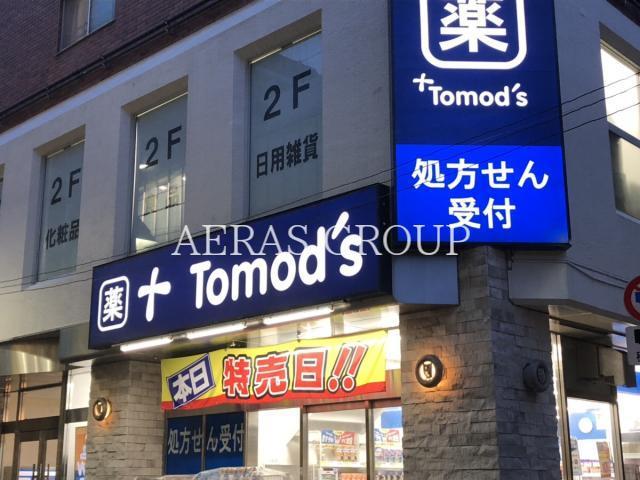 薬
+Tomod's
処方せん
受付
2F
日用雑貨
2F
2F
化粧品
AERAS GROUP
薬 + Tomod's
本日 特売日!!
処方せん受付